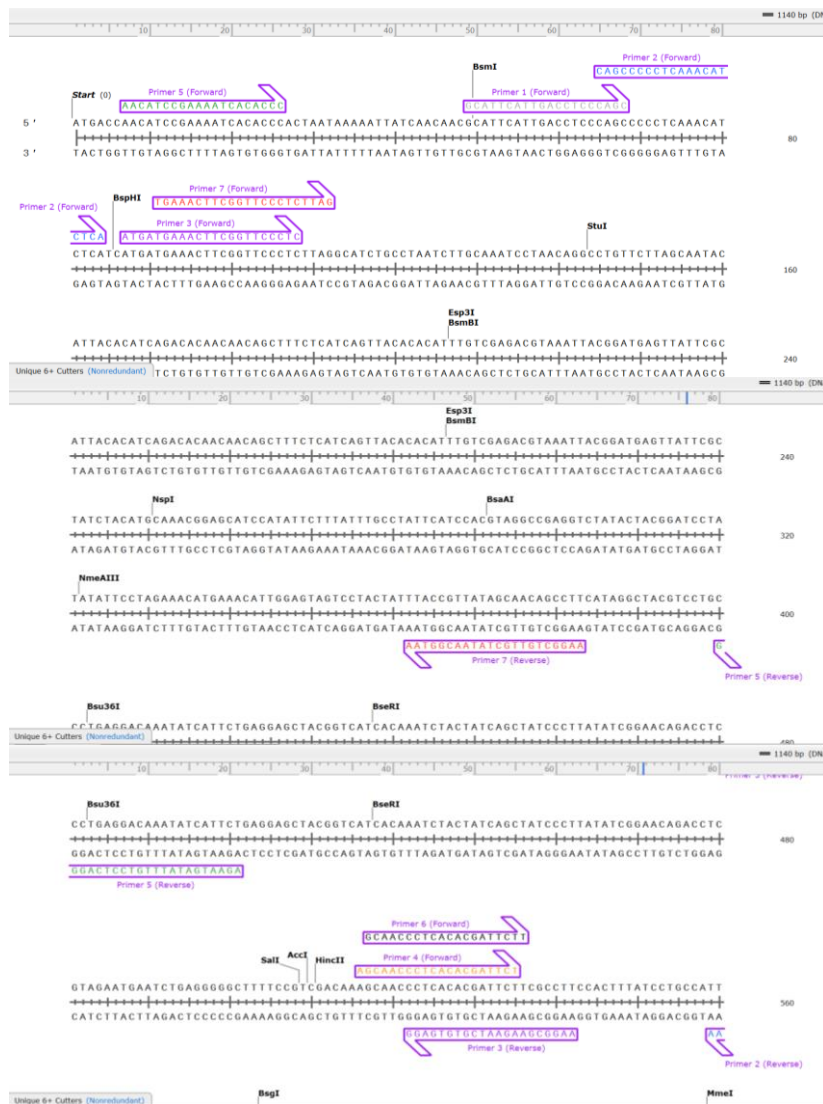 1140 bp (DN
10 20 30 40 50 60 70 80
Primer 2 (Forward)
BsmI
CAGCCCCCTCAAACAT
Start (0)
Primer 5 (Forward)
Primer 1 (Forward)
AACATCCGAAAATCACACCC
GCATTCATTGACCTCCCAGC
5 ' ATGACCAACATCCGAAAATCACACCCACTAATAAAAATTATCAACAACGCATTCATTGACCTCCCAGCCCCCTCAAACAT
80
3 ' TACTGGTTGTAGGCTTTTAGTGTGGGTGATTATTTTTAATAGTTGTTGCGTAAGTAACTGGAGGGTCGGGGGAGTTTGTA
Primer 7 (Forward)
BspHI
TGAAACTTCGGTTCCCTCTTAG
Primer 2 (Forward)
Primer 3 (Forward)
StuI
CTCA
ATGATGAAACTTCGGTTCCCTC
CTCATCATGATGAAACTTCGGTTCCCTCTTAGGCATCTGCCTAATCTTGCAAATCCTAACAGGCCTGTTCTTAGCAATAC
160
GAGTAGTACTACTTTGAAGCCAAGGGAGAATCCGTAGACGGATTAGAACGTTTAGGATTGTCCGGACAAGAATCGTTATG
Esp3I
BsmBI
ATTACACATCAGACACAACAACAGCTTTCTCATCAGTTACACACATTTGTCGAGACGTAAATTACGGATGAGTTATTCGC
240
TCTGTGTTGTTGTCGAAAGAGTAGTCAATGTGTGTAAACAGCTCTGCATTTAATGCCTACTCAATAAGCG
Unique 6+ Cutters (Nonredundant)
1140 bp (DN
10 20 30 40 50 60 70 80
Esp3I
BsmBI
ATTACACATCAGACACAACAACAGCTTTCTCATCAGTTACACACATTTGTCGAGACGTAAATTACGGATGAGTTATTCGC
240
TAATGTGTAGTCTGTGTTGTTGTCGAAAGAGTAGTCAATGTGTGTAAACAGCTCTGCATTTAATGCCTACTCAATAAGCG
NspI
BsaAI
TATCTACATGCAAACGGAGCATCCATATTCTTTATTTGCCTATTCATCCACGTAGGCCGAGGTCTATACTACGGATCCTA
320
ATAGATGTACGTTTGCCTCGTAGGTATAAGAAATAAACGGATAAGTAGGTGCATCCGGCTCCAGATATGATGCCTAGGAT
NmeAIII
TATATTCCTAGAAACATGAAACATTGGAGTAGTCCTACTATTTACCGTTATAGCAACAGCCTTCATAGGCTACGTCCTGC
400
ATATAAGGATCTTTGTACTTTGTAACCTCATCAGGATGATAAATGGCAATATCGTTGTCGGAAGTATCCGATGCAGGACG
AATGGCAATATCGTTGTCGGAA
G
Primer 7 (Reverse)
Primer 5 (Reverse)
Bsu36I
BseRI
CCTGAGGACAAATATCATTCTGAGGAGCTACGGTCATCACAAATCTACTATCAGCTATCCCTTATATCGGAACAGACCTC
Unique 6+ Cutters (Nonredundant)
1140 bp (DN
10 20 30 40 50 60 70 80
Bsu36I
BseRI
CCTGAGGACAAATATCATTCTGAGGAGCTACGGTCATCACAAATCTACTATCAGCTATCCCTTATATCGGAACAGACCTC
480
GGACTCCTGTTTATAGTAAGACTCCTCGATGCCAGTAGTGTTTAGATGATAGTCGATAGGGAATATAGCCTTGTCTGGAG
GGACTCCTGTTTATAGTAAGA
Primer 5 (Reverse)
Primer 6 (Forward)
GCAACCCTCACACGATTCTT
AccI
Primer 4 (Forward)
SalI
HincII
AGCAACCCTCACACGATTCT
GTAGAATGAATCTGAGGGGGCTTTTCCGTCGACAAAGCAACCCTCACACGATTCTTCGCCTTCCACTTTATCCTGCCATT
560
CATCTTACTTAGACTCCCCCGAAAAGGCAGCTGTTTCGTTGGGAGTGTGCTAAGAAGCGGAAGGTGAAATAGGACGGTAA
GGAGTGTGCTAAGAAGCGGAA
AA
Primer 3 (Reverse)
Primer 2 (Reverse)
BsgI
MmeI
Unique 6+ Cutters (Nonredundant)